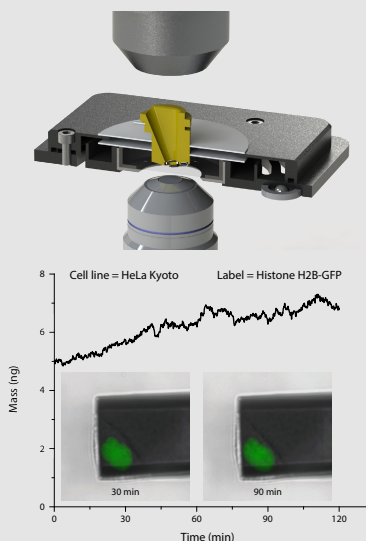 Cell line = HeLa Kyoto Label = Histone H2B-GFP
8
6
4
2
0
Mass (ng)
30 min 90 min
0 30 60 90 120
Time (min)